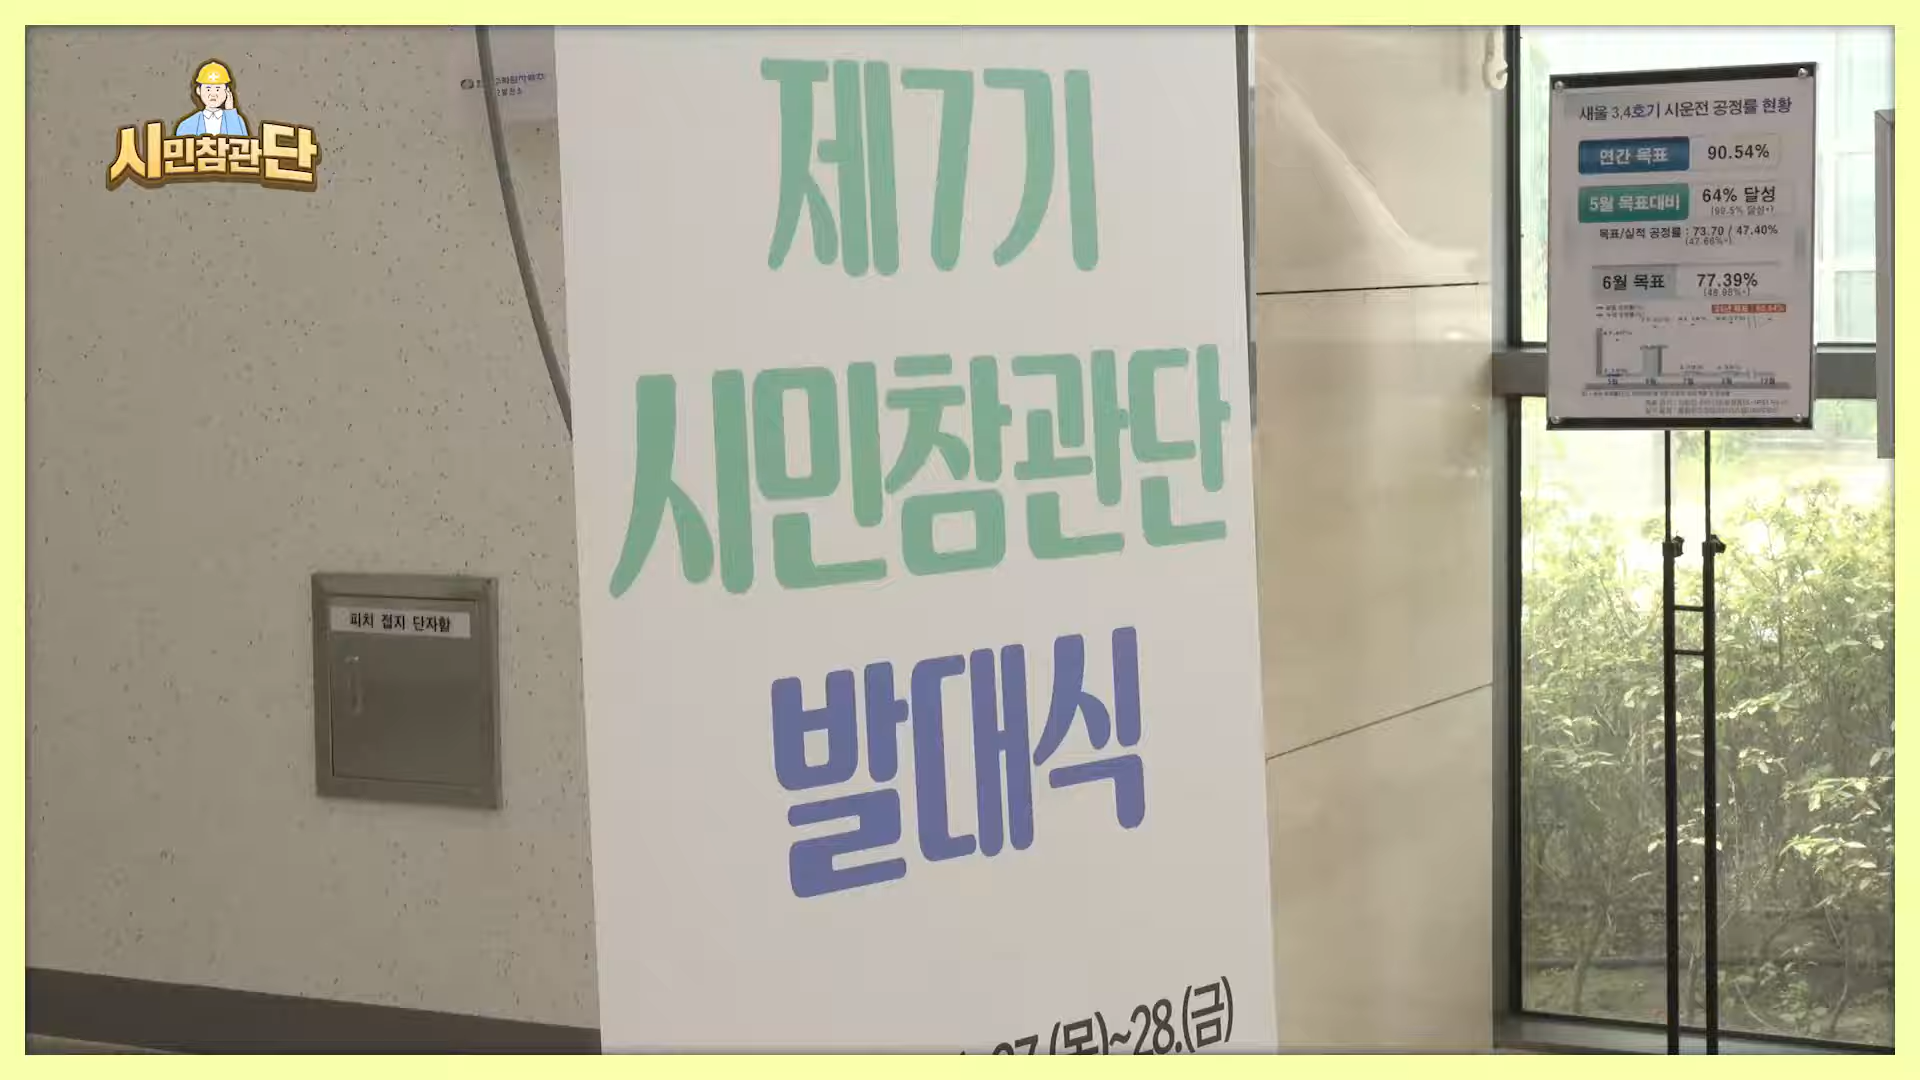 시민참관단
제7기
시민참관단
발대식
27.(목)~28.(금)
피치 접지 단자함
새울 3,4호기 시운전 공정률 현황
연간 목표 90.54%
5월 목표대비 64% 달성
목표/실적 공정률 : 73.70 / 47.40%
6월 목표 77.39%